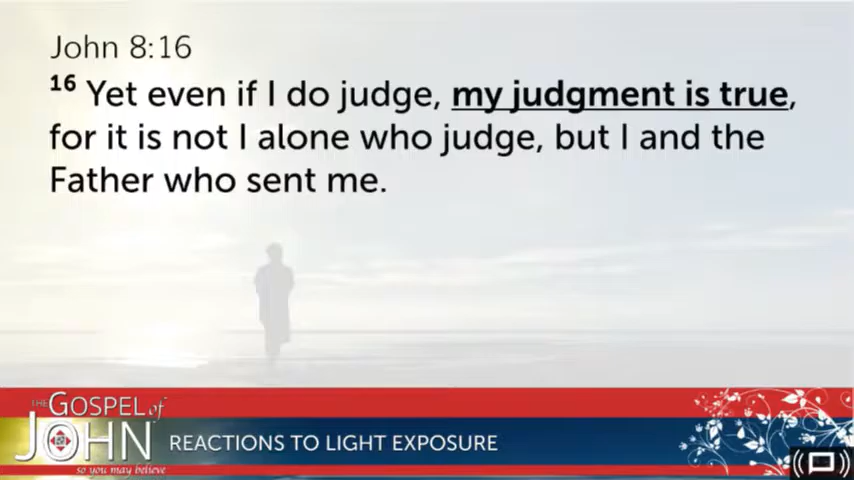 John 8:16
16 Yet even if I do judge, my judgment is true,
for it is not I alone who judge, but I and the
Father who sent me.
THE GOSPEL of
JOHN
so you may believe
REACTIONS TO LIGHT EXPOSURE